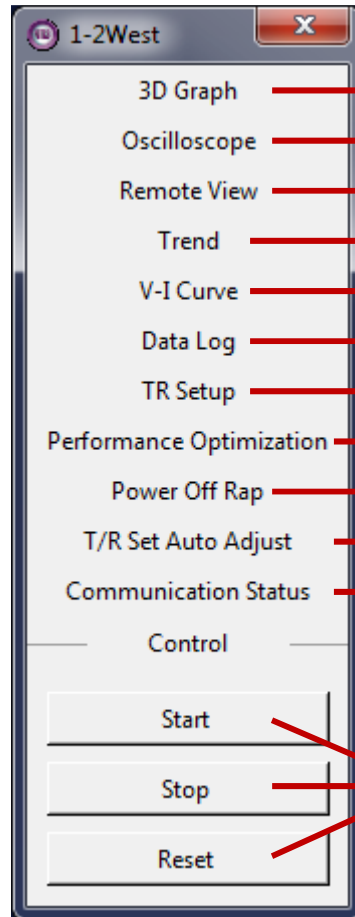 1-2West
3D Graph
Oscilloscope
Remote View
Trend
V-I Curve
Data Log
TR Setup
Performance Optimization
Power Off Rap
T/R Set Auto Adjust
Communication Status
Control
Start
Stop
Reset